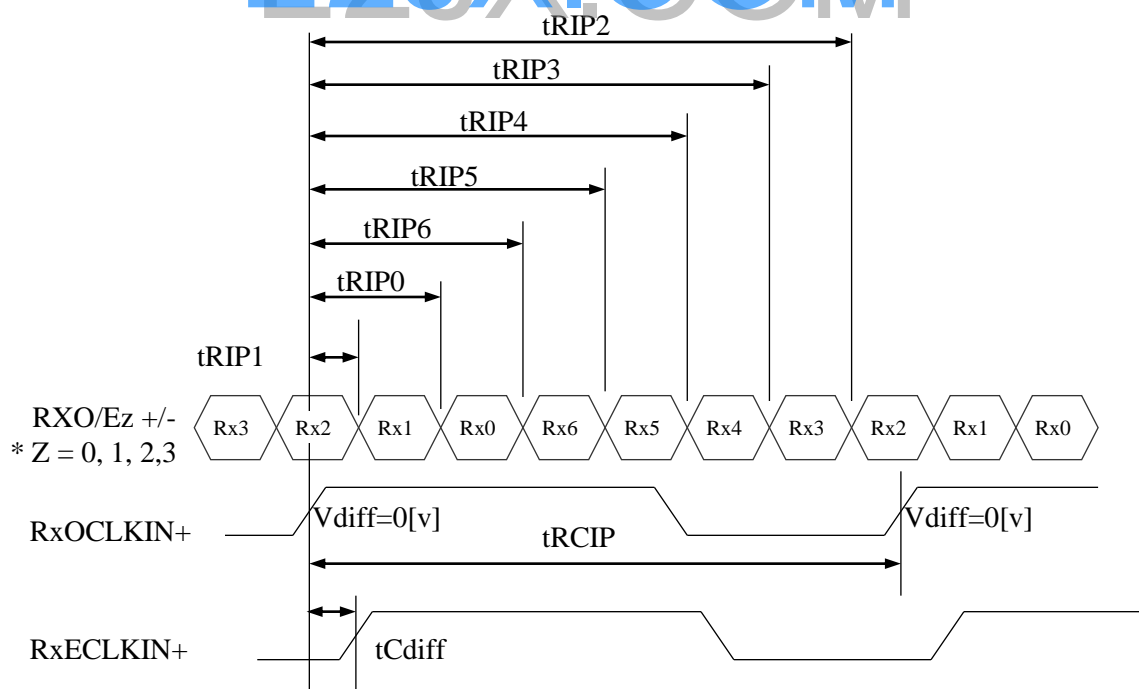 tRIP2
tRIP3
tRIP4
tRIP5
tRIP6
tRIP0
tRIP1
RXO/Ez +/-
* Z = 0, 1, 2,3
Rx3 Rx2 Rx1 Rx0 Rx6 Rx5 Rx4 Rx3 Rx2 Rx1 Rx0
RxOCLKIN+
Vdiff=0[v] Vdiff=0[v]
tRCIP
RxECLKIN+
tCdiff